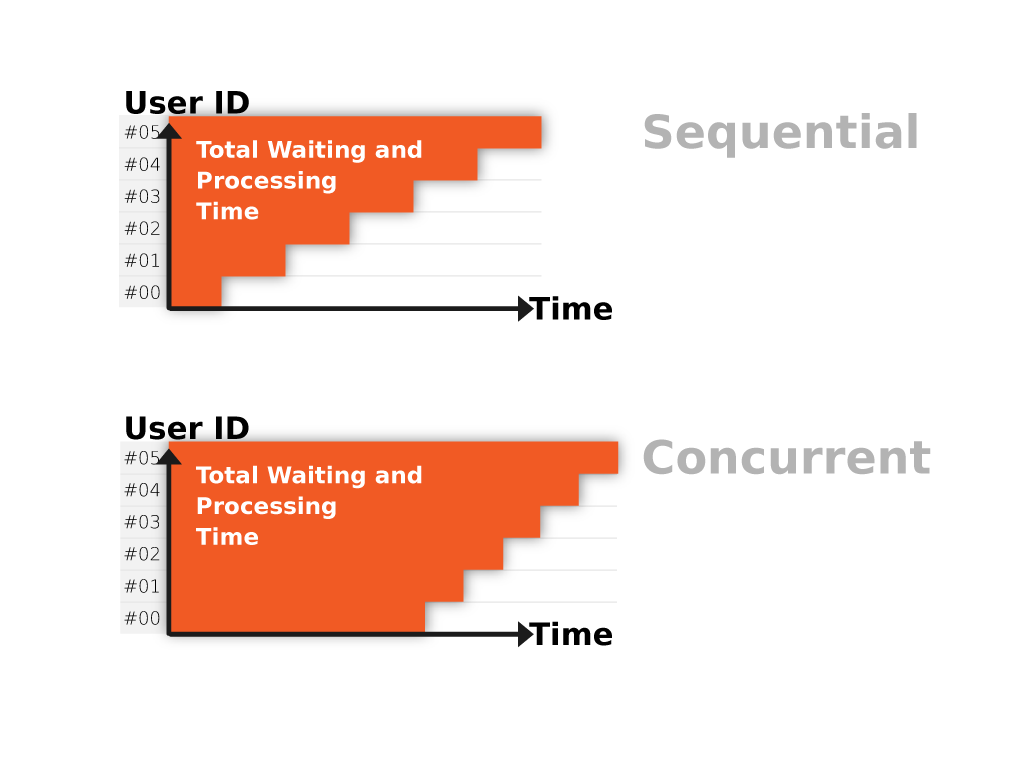 User ID
#05
Sequential
Total Waiting and
#04
Processing
#03
Time
#02
#01
#00
Time
User ID
#05
Concurrent
Total Waiting and
#04
Processing
#03
Time
#02
#01
#00
Time